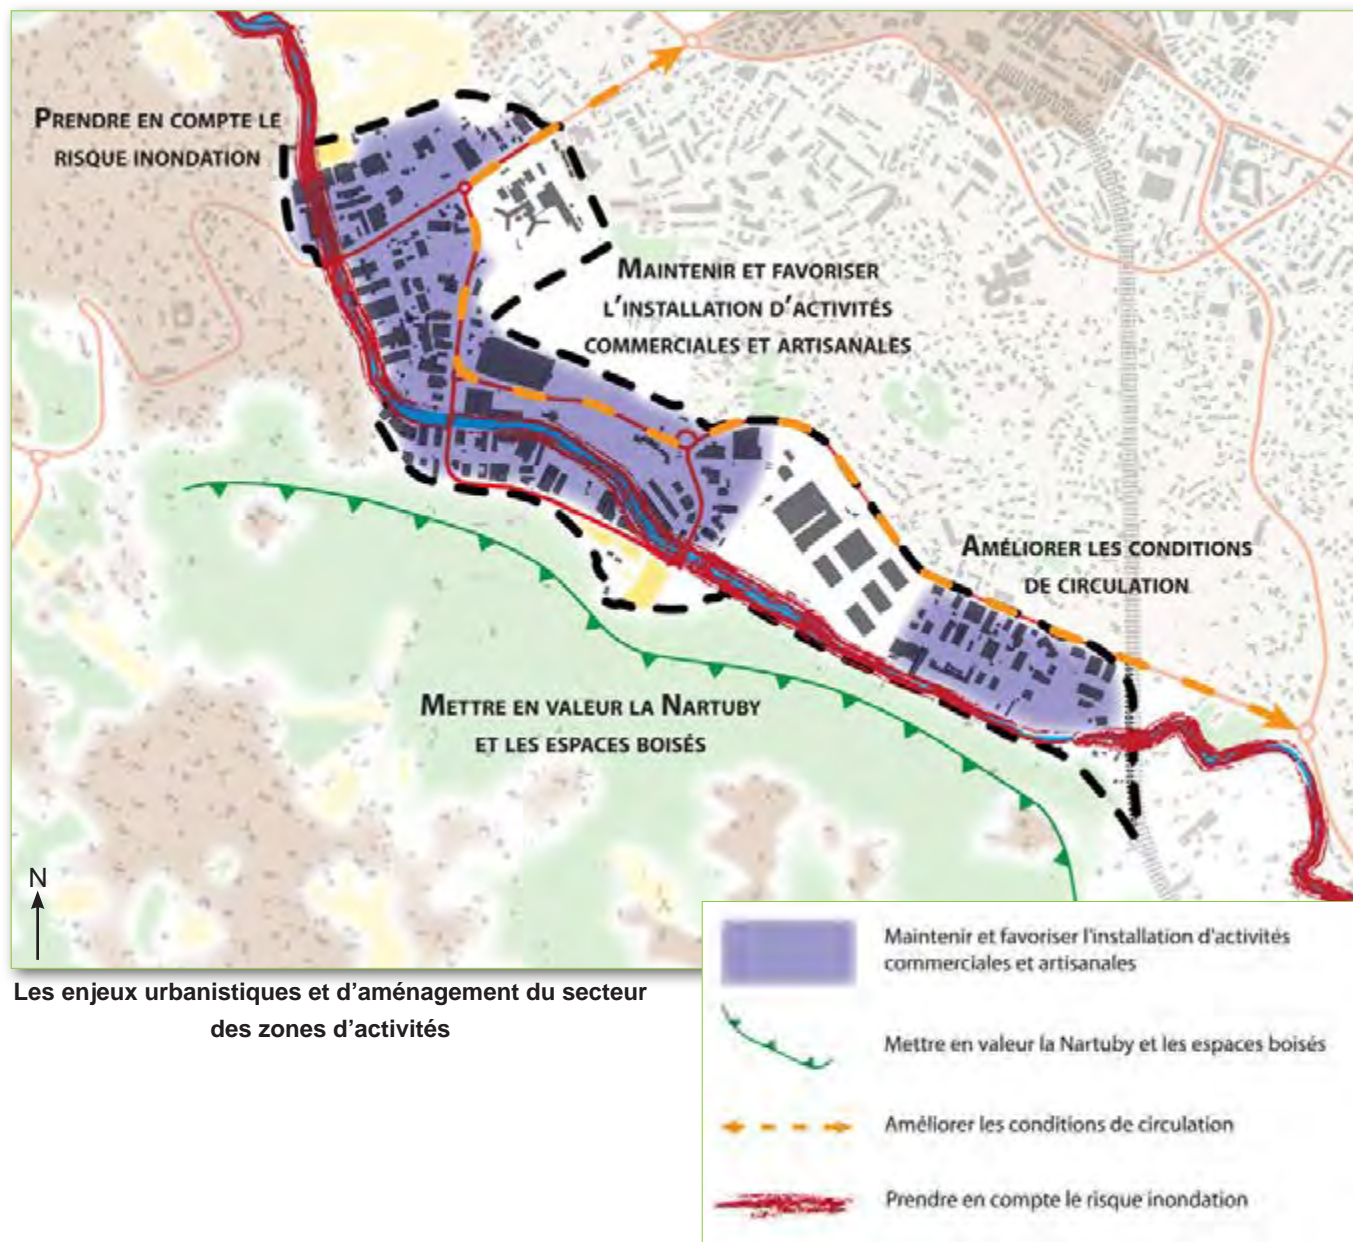 PRENDRE EN COMPTE LE
RISQUE INONDATION
MAINTENIR ET FAVORISER
L'INSTALLATION D'ACTIVITÉS
COMMERCIALES ET ARTISANALES
AMÉLIORER LES CONDITIONS
DE CIRCULATION
METTRE EN VALEUR LA NARTUBY
ET LES ESPACES BOISÉS
N
Les enjeux urbanistiques et d'aménagement du secteur
des zones d'activités
Maintenir et favoriser l'installation d'activités
commerciales et artisanales
Mettre en valeur la Nartuby et les espaces boisés
Améliorer les conditions de circulation
Prendre en compte le risque inondation